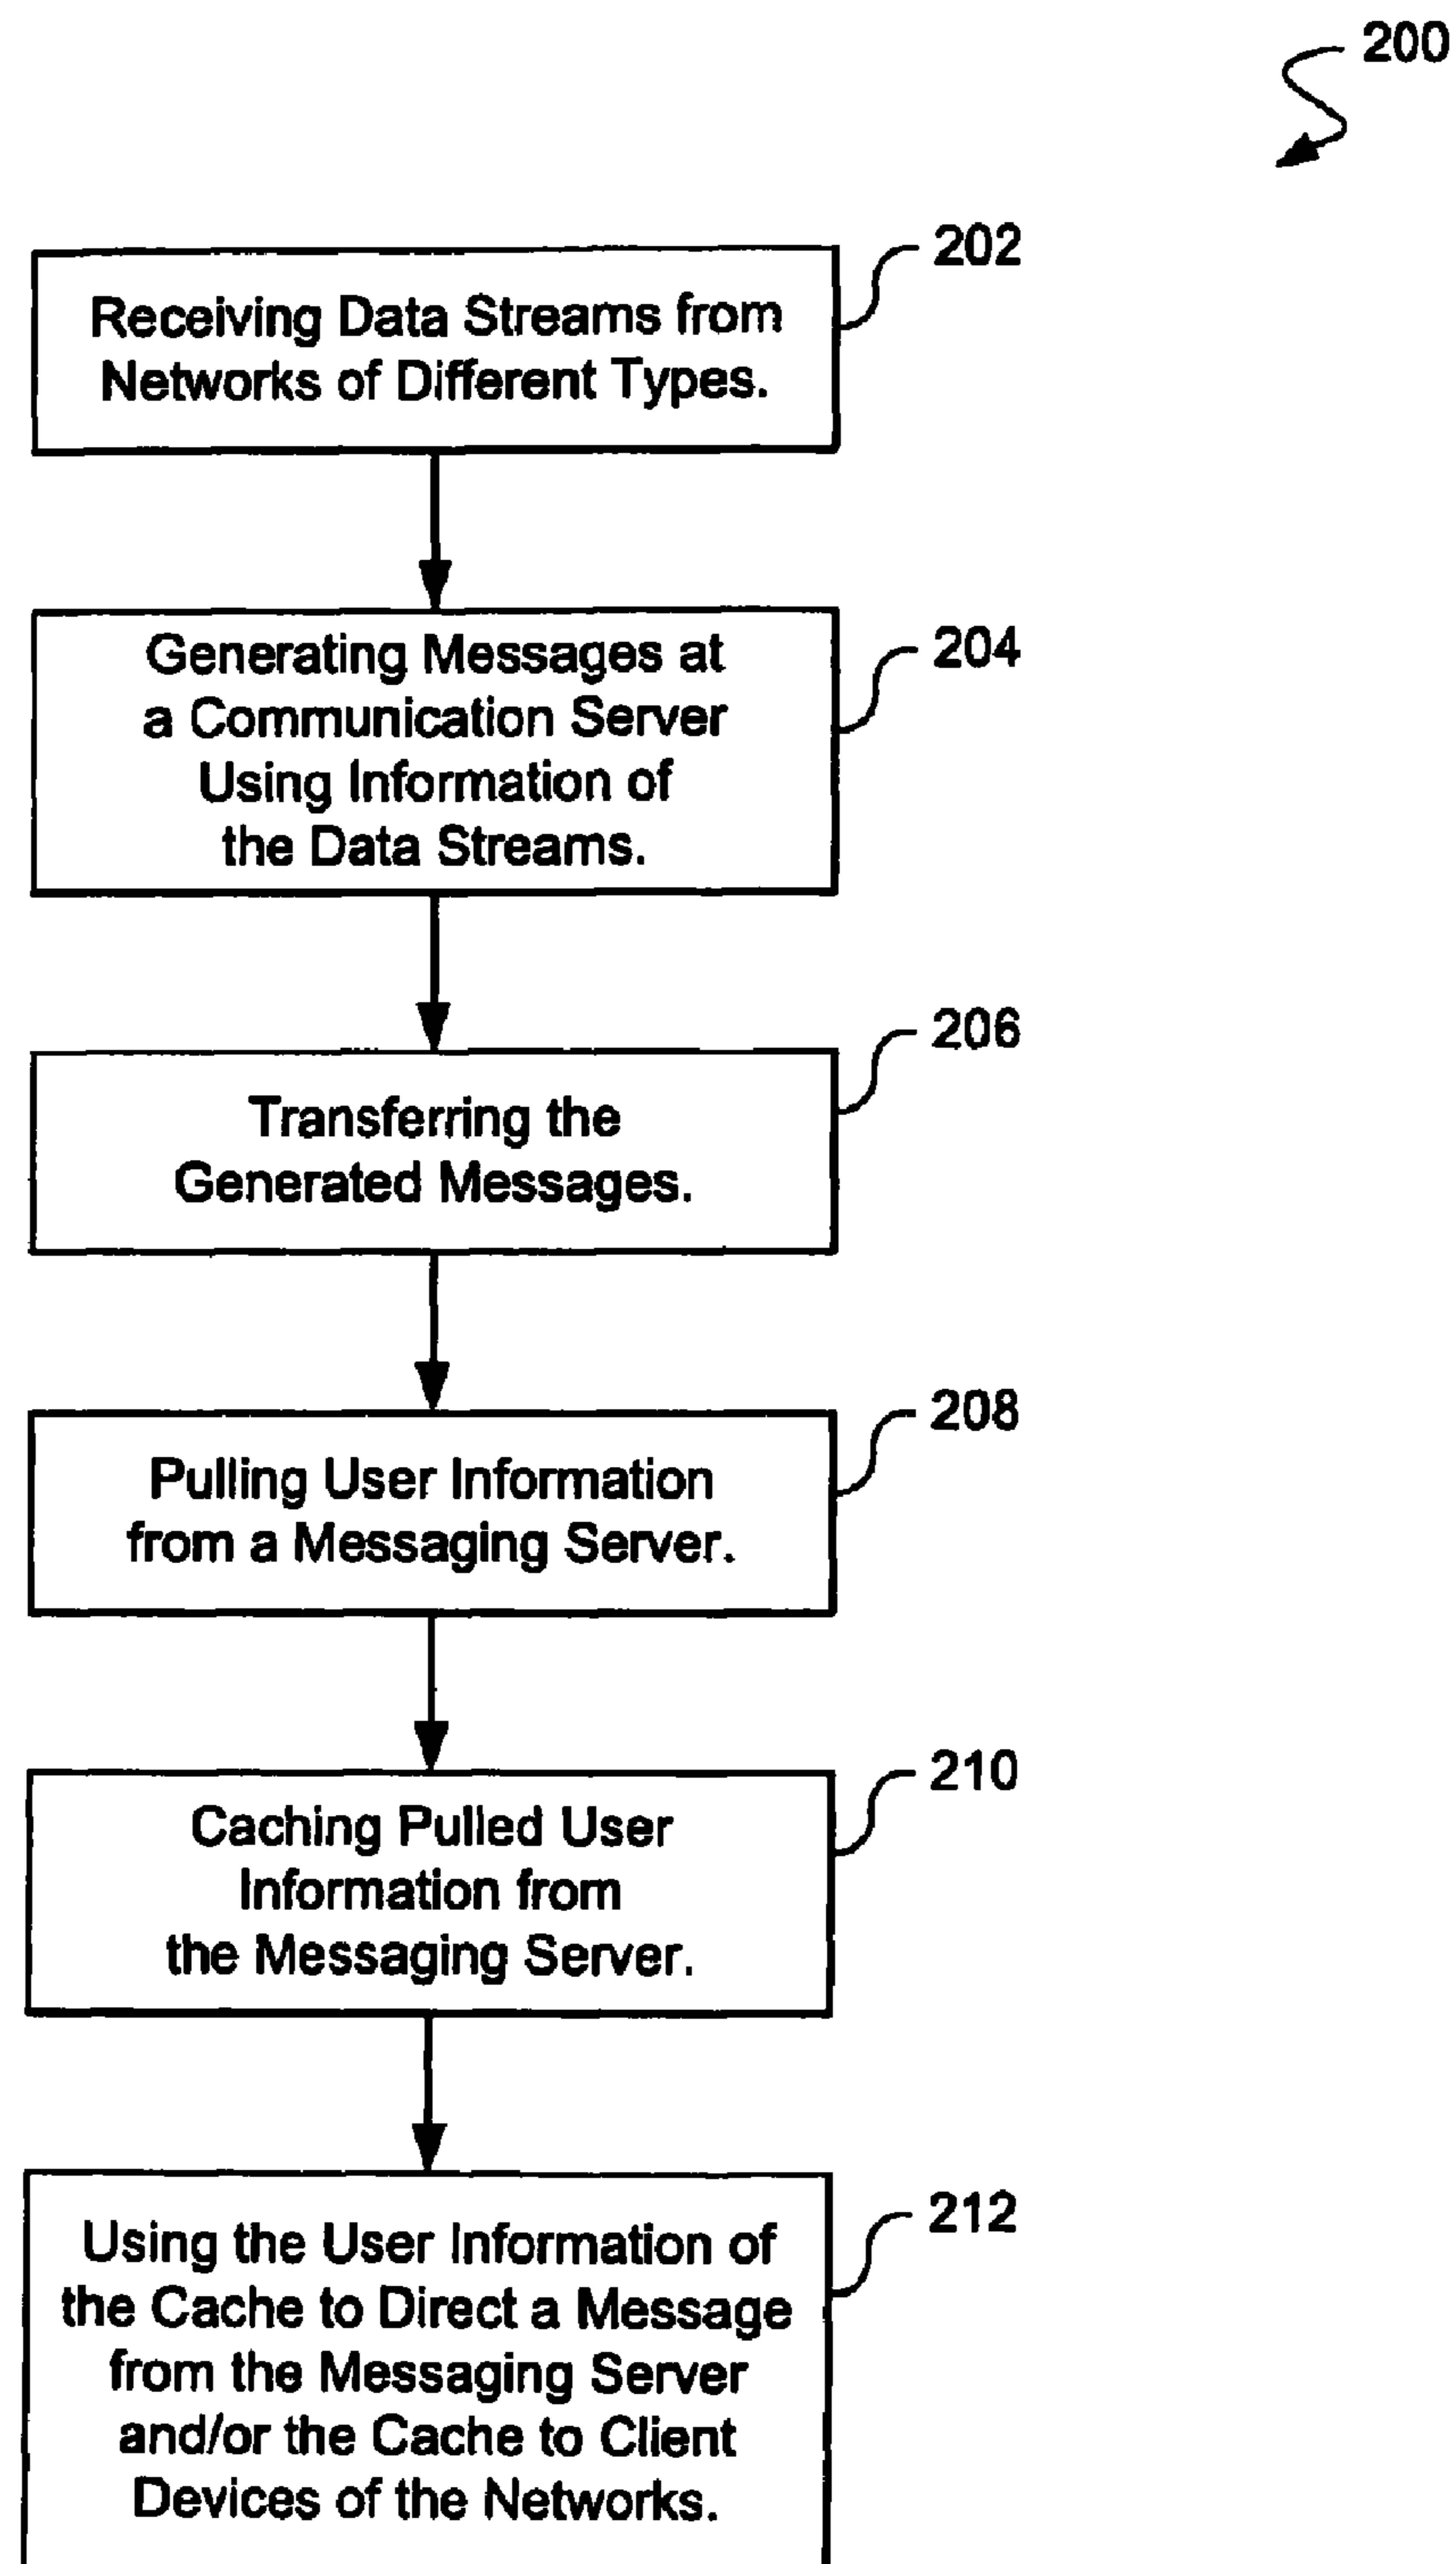 200
202
Receiving Data Streams from
Networks of Different Types.
204
Generating Messages at
a Communication Server
Using Information of
the Data Streams.
206
Transferring the
Generated Messages.
208
Pulling User Information
from a Messaging Server.
210
Caching Pulled User
Information from
the Messaging Server.
212
Using the User Information of
the Cache to Direct a Message
from the Messaging Server
and/or the Cache to Client
Devices of the Networks.